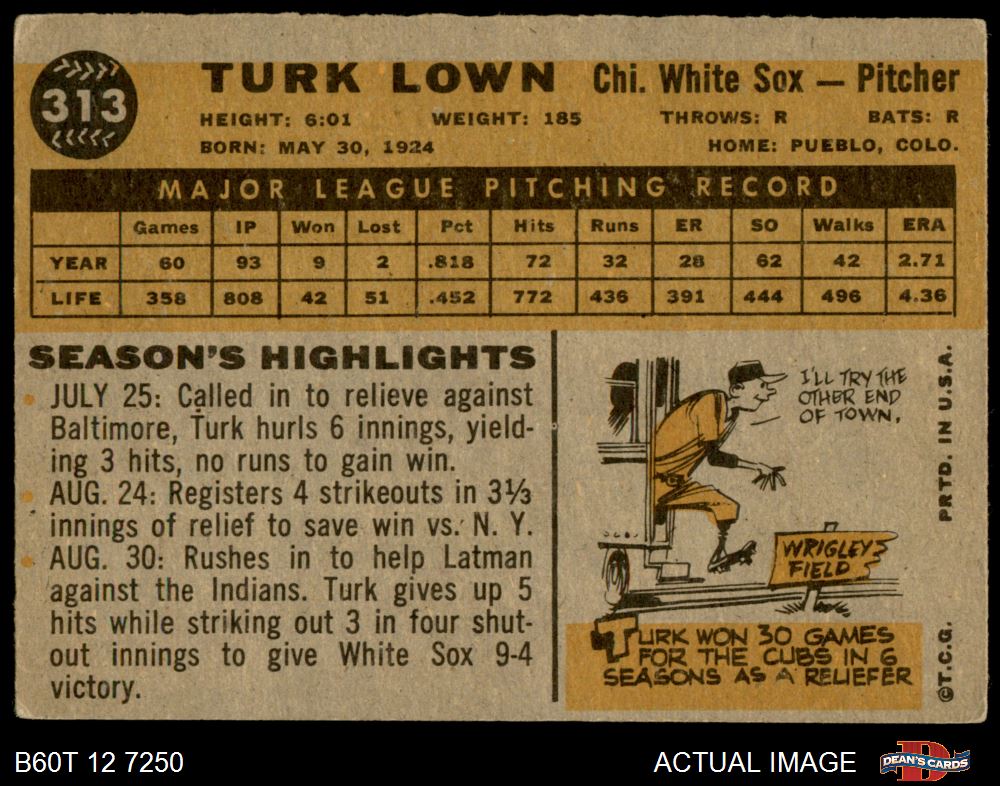 313
TURK LOWN Chi. White Sox — Pitcher
HEIGHT: 6:01 WEIGHT: 185 THROWS: R BATS: R
BORN: MAY 30, 1924 HOME: PUEBLO, COLO.
MAJOR LEAGUE PITCHING RECORD
Games IP Won Lost Pct Hits Runs ER SO Walks ERA
YEAR 60 93 9 2 .818 72 32 28 62 42 2.71
LIFE 358 808 42 51 .452 772 436 391 444 496 4.36
SEASON'S HIGHLIGHTS
JULY 25: Called in to relieve against
Baltimore, Turk hurls 6 innings, yield-
ing 3 hits, no runs to gain win.
AUG. 24: Registers 4 strikeouts in 3⅓
innings of relief to save win vs. N. Y.
AUG. 30: Rushes in to help Latman
against the Indians. Turk gives up 5
hits while striking out 3 in four shut-
out innings to give White Sox 9-4
victory.
I'LL TRY THE
OTHER END
OF TOWN.
WRIGLEY
FIELD
TURK WON 30 GAMES
FOR THE CUBS IN 6
SEASONS AS A RELIEFER
©T.C.G. PRTD. IN U.S.A.
B60T 12 7250 ACTUAL IMAGE
D
DEAN'S CARDS